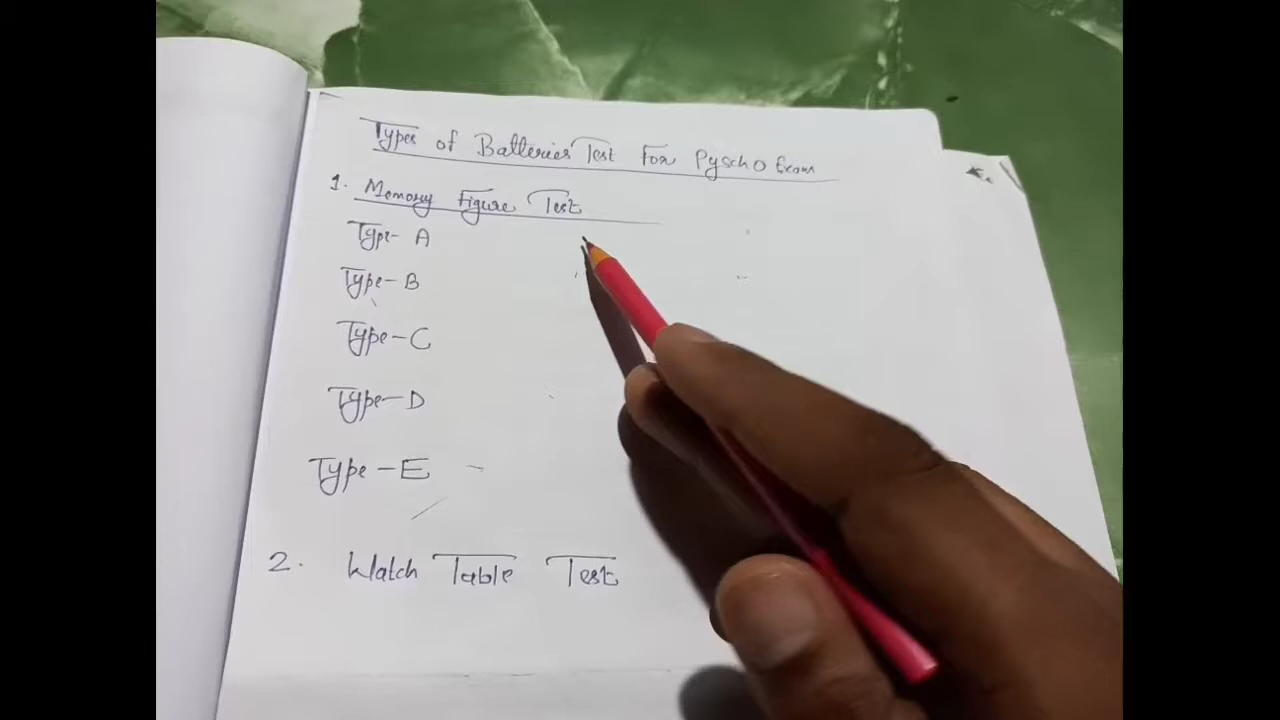 Types of Batteries Test For Pyscho Exam
1. Memory Figure Test
Type- A
Type- B
Type- C
Type- D
Type - E
2. Watch Table Test